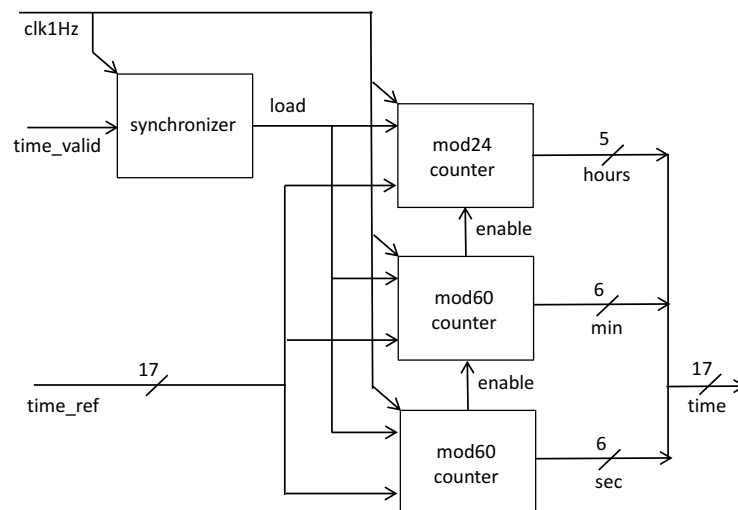 clk1Hz
synchronizer
load
time_valid
mod24
counter
5
hours
enable
mod60
counter
6
min
17
time_ref
enable
17
time
mod60
counter
6
sec